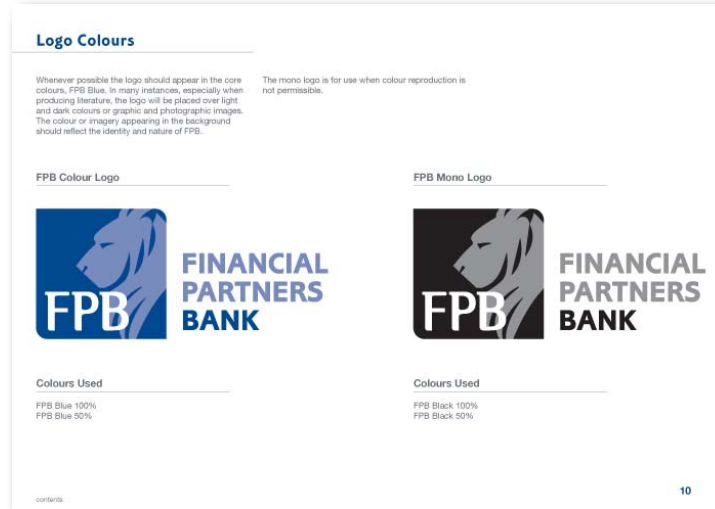 Logo Colours
Whenever possible the logo should appear in the core
colours, FPB Blue. In many instances, especially when
producing literature, the logo will be placed over light
and dark colours or graphic and photographic images.
The colour or imagery appearing in the background
should reflect the identity and nature of FPB.
The mono logo is for use when colour reproduction is
not permissible.
FPB Colour Logo
FPB
FINANCIAL
PARTNERS
BANK
Colours Used
FPB Blue 100%
FPB Blue 50%
FPB Mono Logo
FPB
FINANCIAL
PARTNERS
BANK
Colours Used
FPB Black 100%
FPB Black 50%
contents
10